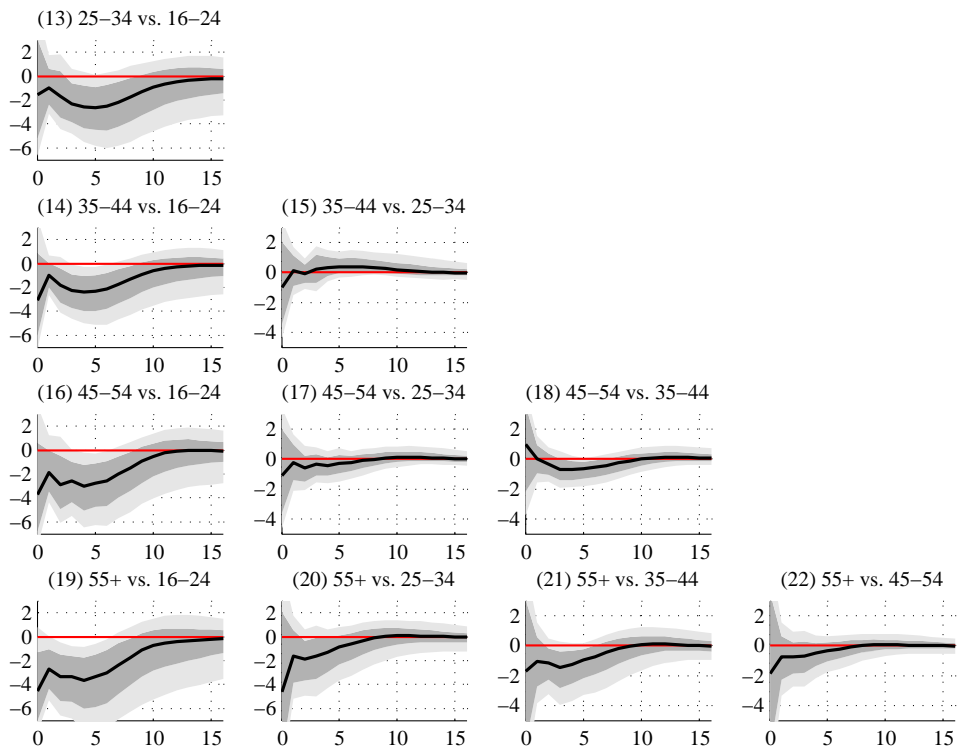 (13) 25−34 vs. 16−24
2
0
−2
−4
−6
0 5 10 15
(14) 35−44 vs. 16−24
2
0
−2
−4
−6
0 5 10 15
(15) 35−44 vs. 25−34
2
0
−2
−4
0 5 10 15
(16) 45−54 vs. 16−24
2
0
−2
−4
−6
0 5 10 15
(17) 45−54 vs. 25−34
2
0
−2
−4
0 5 10 15
(18) 45−54 vs. 35−44
2
0
−2
−4
0 5 10 15
(19) 55+ vs. 16−24
2
0
−2
−4
−6
0 5 10 15
(20) 55+ vs. 25−34
2
0
−2
−4
−6
0 5 10 15
(21) 55+ vs. 35−44
2
0
−2
−4
0 5 10 15
(22) 55+ vs. 45−54
2
0
−2
−4
0 5 10 15